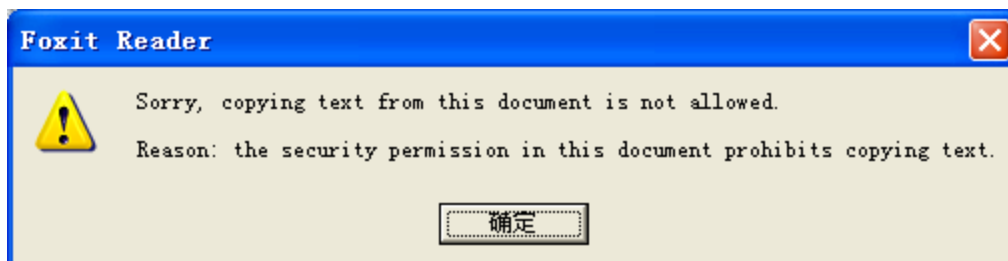 Foxit Reader
Sorry, copying text from this document is not allowed.
Reason: the security permission in this document prohibits copying text.
确定